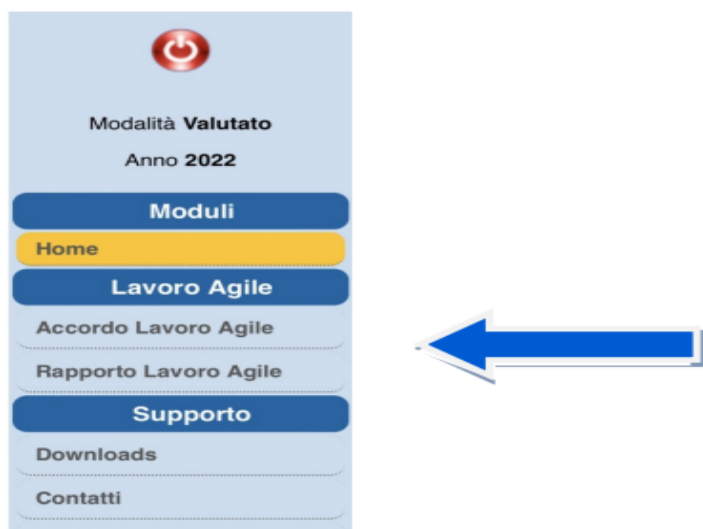 Modalità Valutato
Anno 2022
Moduli
Home
Lavoro Agile
Accordo Lavoro Agile
Rapporto Lavoro Agile
Supporto
Downloads
Contatti